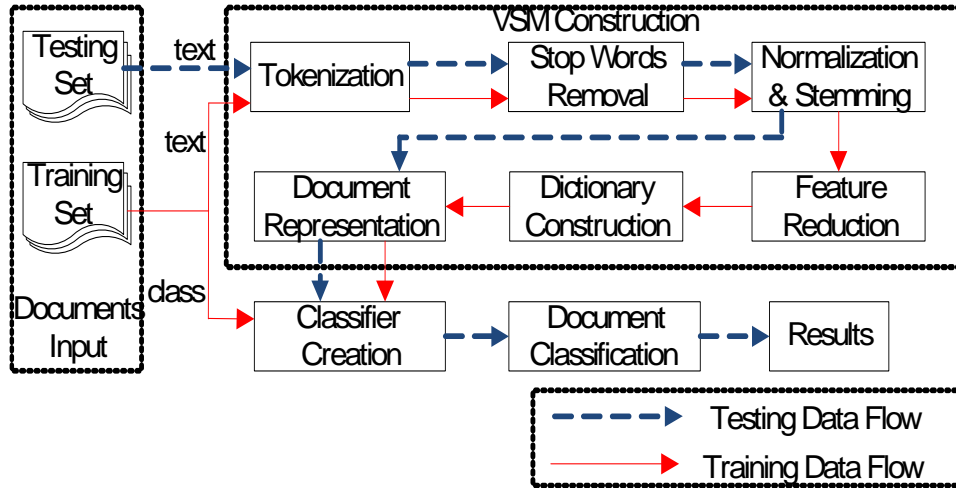 VSM Construction
Testing
Set
text
Tokenization
Stop Words
Removal
Normalization
& Stemming
text
Training
Set
Document
Representation
Dictionary
Construction
Feature
Reduction
class
Documents
Input
Classifier
Creation
Document
Classification
Results
Testing Data Flow
Training Data Flow